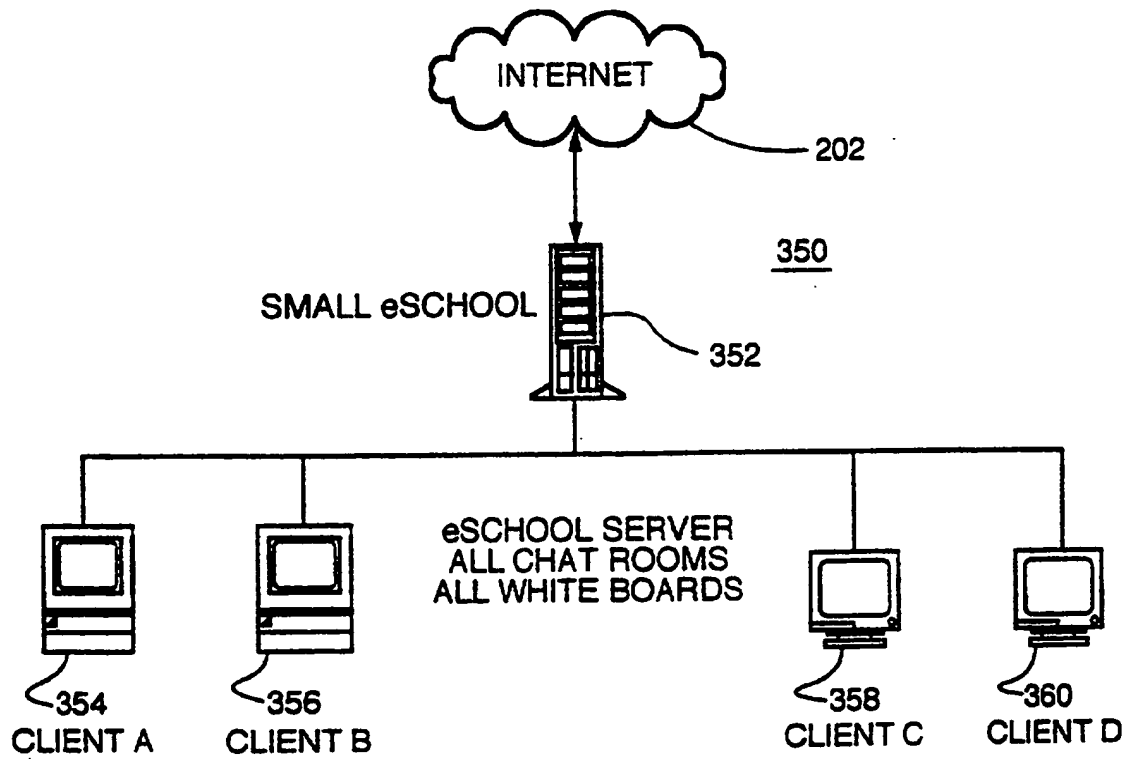 INTERNET
202
350
SMALL eSCHOOL
352
eSCHOOL SERVER
ALL CHAT ROOMS
ALL WHITE BOARDS
354
356
358
360
CLIENT A
CLIENT B
CLIENT C
CLIENT D